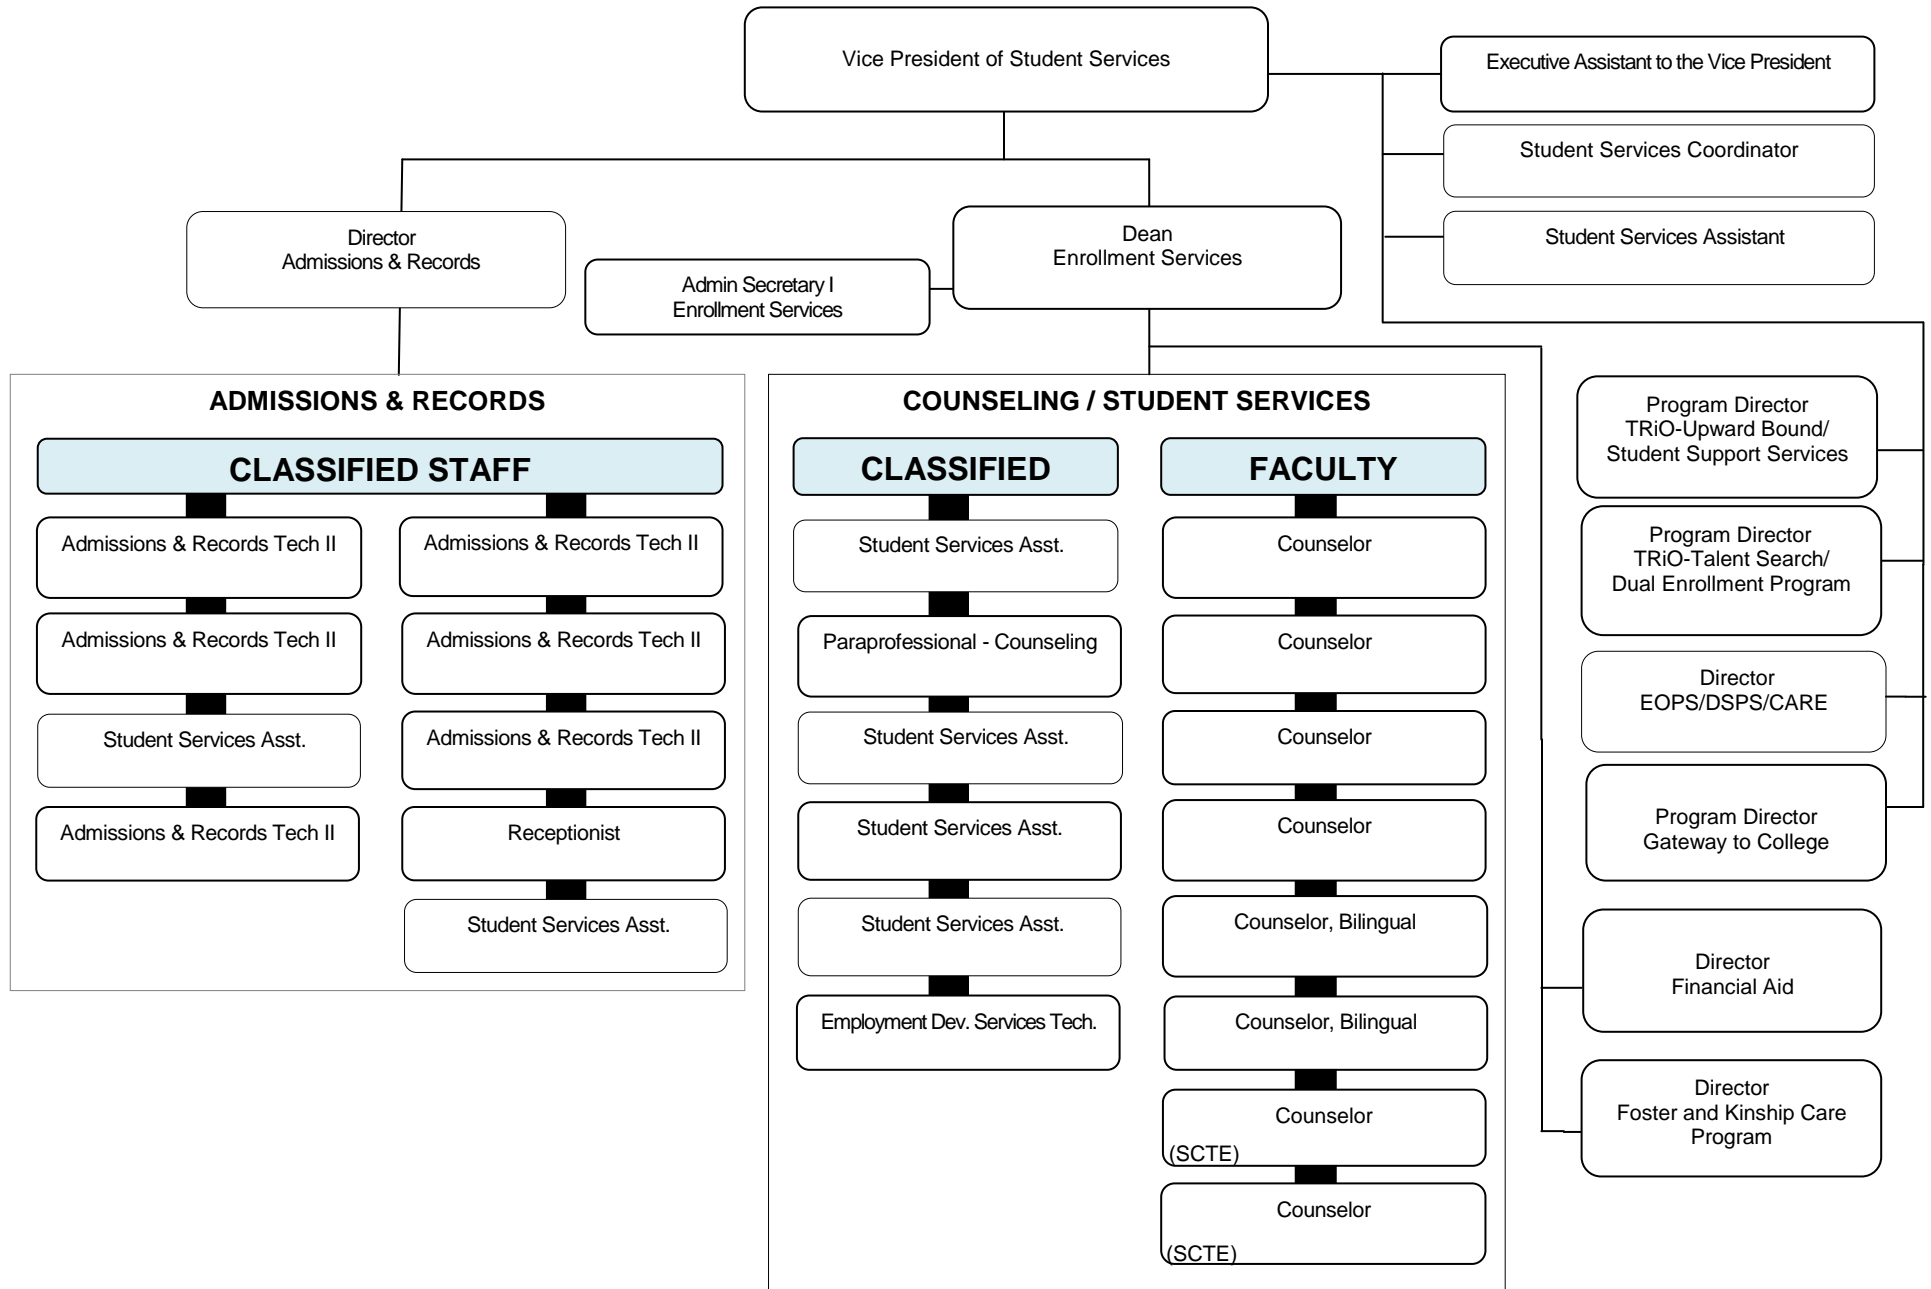 Vice President of Student Services
Executive Assistant to the Vice President
Student Services Coordinator
Student Services Assistant
Director
Admissions & Records
Dean
Enrollment Services
Admin Secretary I
Enrollment Services
ADMISSIONS & RECORDS
CLASSIFIED STAFF
Admissions & Records Tech II
Admissions & Records Tech II
Student Services Asst.
Admissions & Records Tech II
Admissions & Records Tech II
Admissions & Records Tech II
Admissions & Records Tech II
Receptionist
Student Services Asst.
COUNSELING / STUDENT SERVICES
CLASSIFIED
Student Services Asst.
Paraprofessional - Counseling
Student Services Asst.
Student Services Asst.
Student Services Asst.
Employment Dev. Services Tech.
FACULTY
Counselor
Counselor
Counselor
Counselor
Counselor, Bilingual
Counselor, Bilingual
Counselor
(SCTE)
Counselor
(SCTE)
Program Director
TRiO-Upward Bound/
Student Support Services
Program Director
TRiO-Talent Search/
Dual Enrollment Program
Director
EOPS/DSPS/CARE
Program Director
Gateway to College
Director
Financial Aid
Director
Foster and Kinship Care
Program